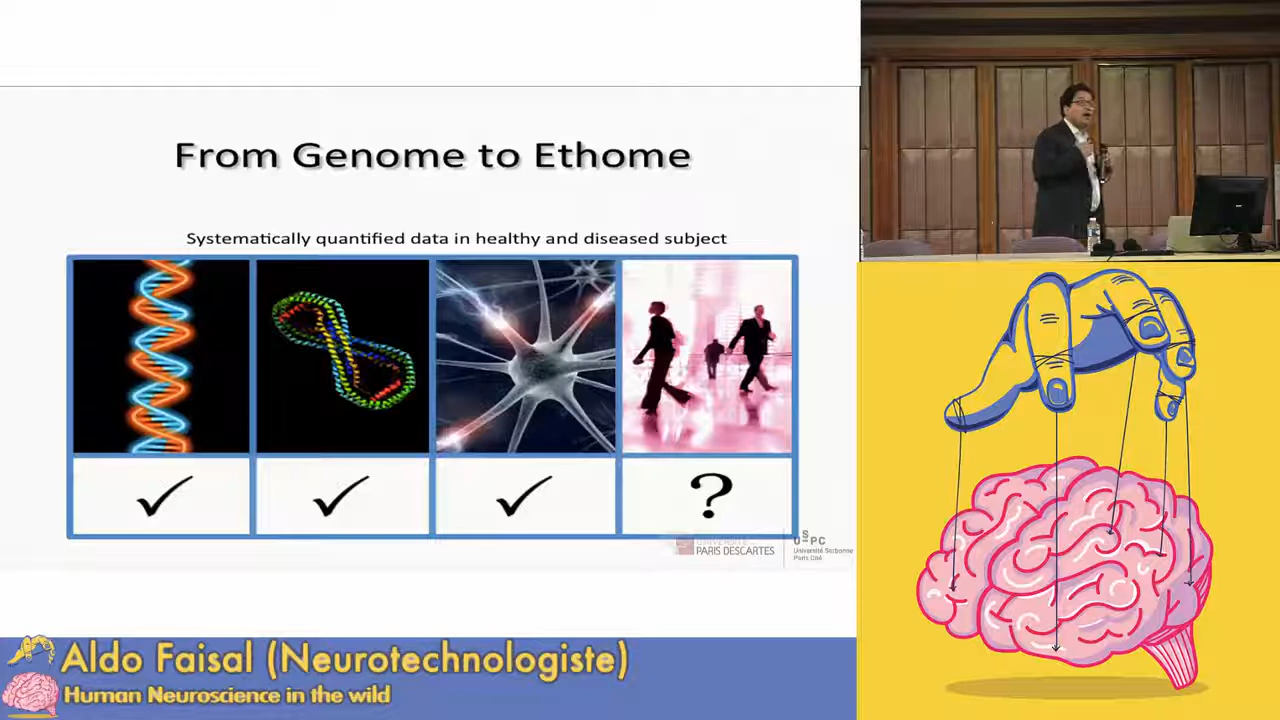 From Genome to Ethome
Systematically quantified data in healthy and diseased subject
?
UNIVERSITÉ
PARIS DESCARTES
USPC
Université Sorbonne
Paris Cité
Aldo Faisal (Neurotechnologiste)
Human Neuroscience in the wild